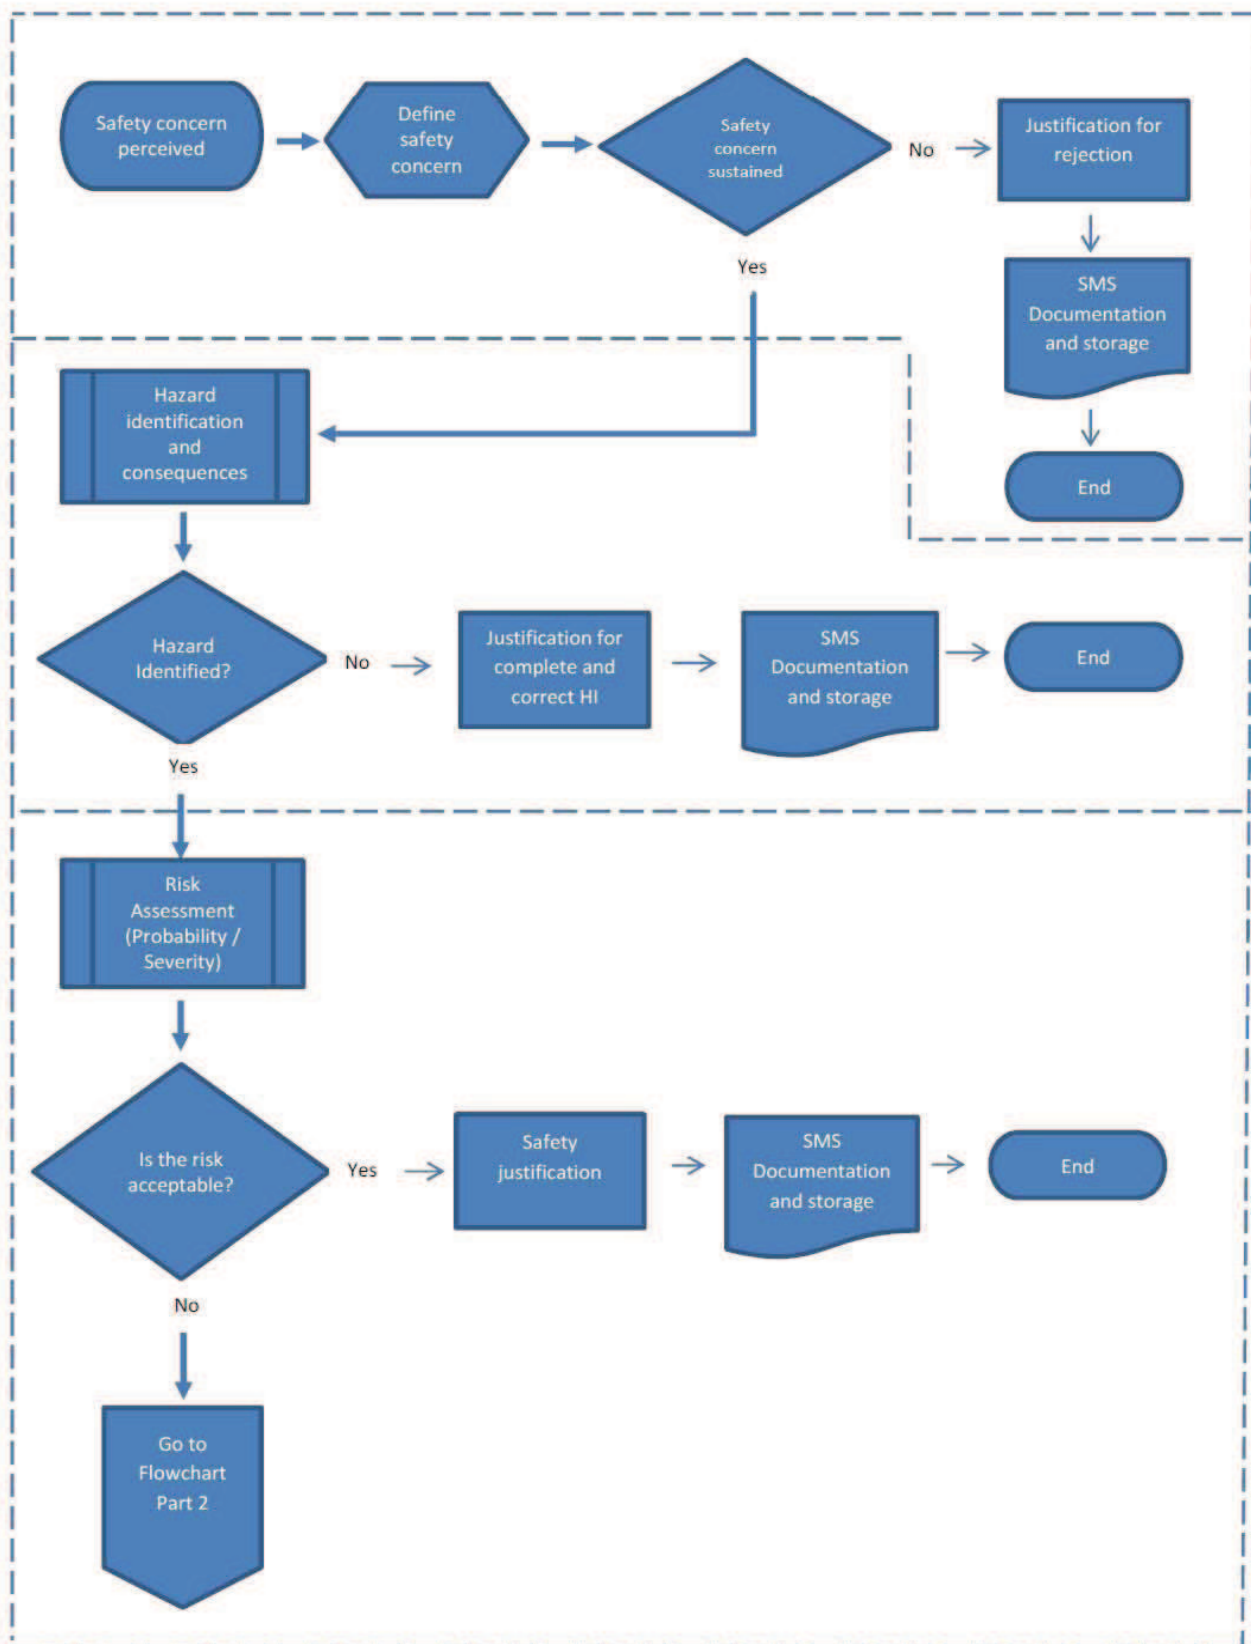 Safety concern
perceived
Define
safety
concern
Safety
concern
sustained
No
Justification for
rejection
Yes
SMS
Documentation
and storage
End
Hazard
identification
and
consequences
Hazard
Identified?
No
Justification for
complete and
correct HI
SMS
Documentation
and storage
End
Yes
Risk
Assessment
(Probability /
Severity)
Is the risk
acceptable?
Yes
Safety
justification
SMS
Documentation
and storage
End
No
Go to
Flowchart
Part 2